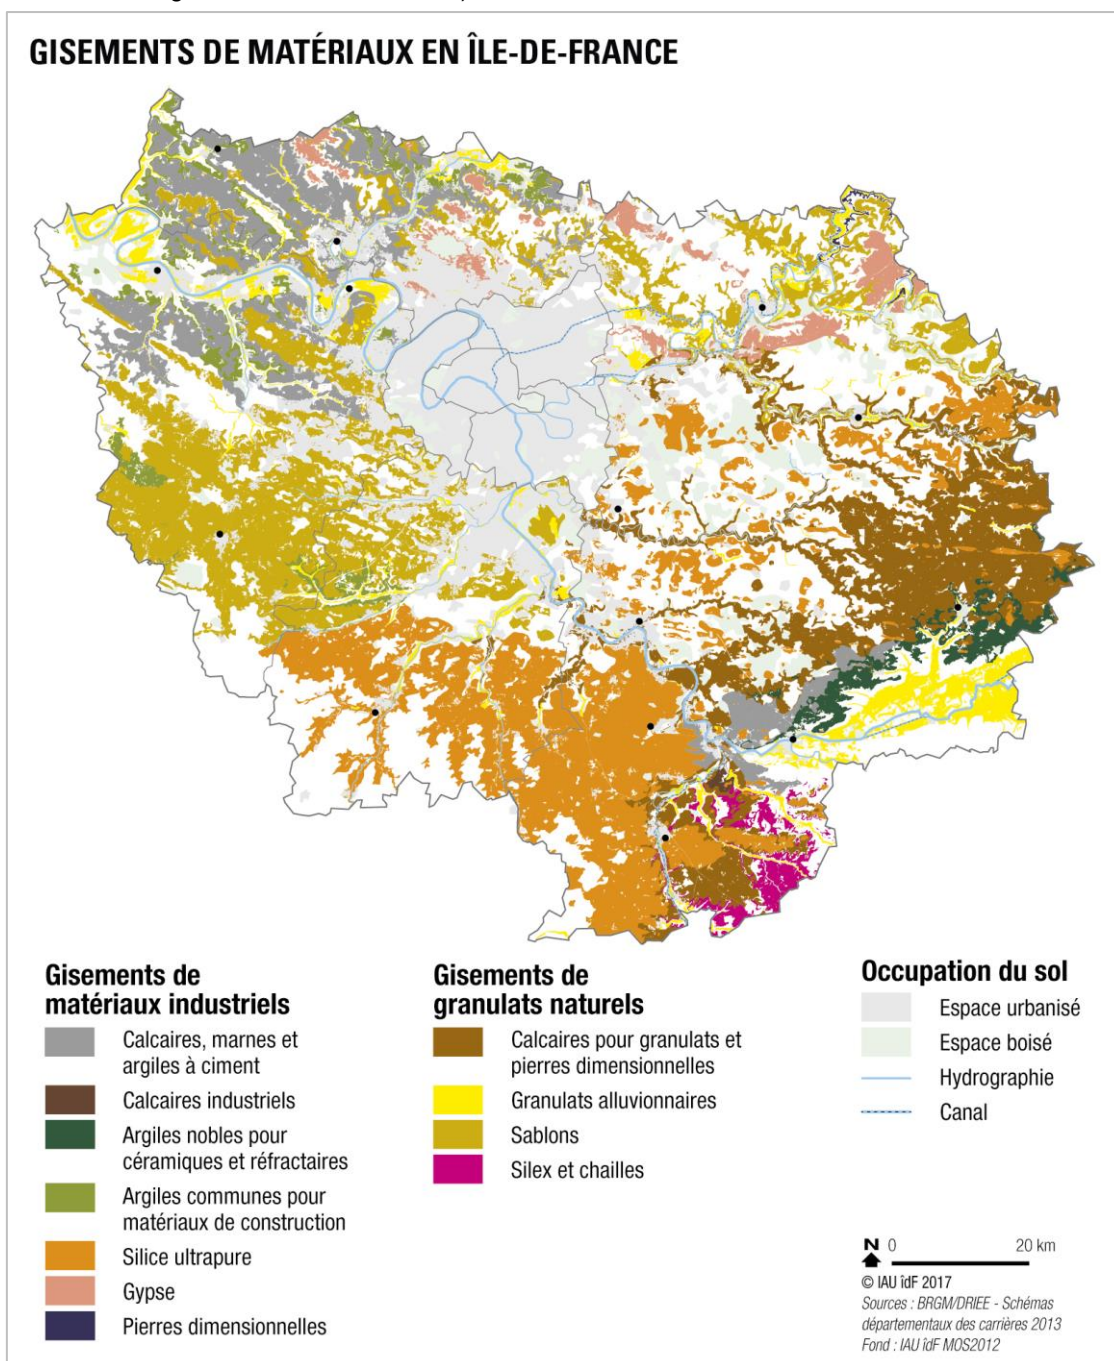 GISEMENTS DE MATÉRIAUX EN ÎLE-DE-FRANCE
Gisements de
matériaux industriels
Calcaires, marnes et
argiles à ciment
Calcaires industriels
Argiles nobles pour
céramiques et réfractaires
Argiles communes pour
matériaux de construction
Silice ultrapure
Gypse
Pierres dimensionnelles
Gisements de
granulats naturels
Calcaires pour granulats et
pierres dimensionnelles
Granulats alluvionnaires
Sablons
Silex et chailles
Occupation du sol
Espace urbanisé
Espace boisé
Hydrographie
Canal
N 0 20 km
© IAU îdF 2017
Sources : BRGM/DRIEE - Schémas
départementaux des carrières 2013
Fond : IAU îdF MOS2012